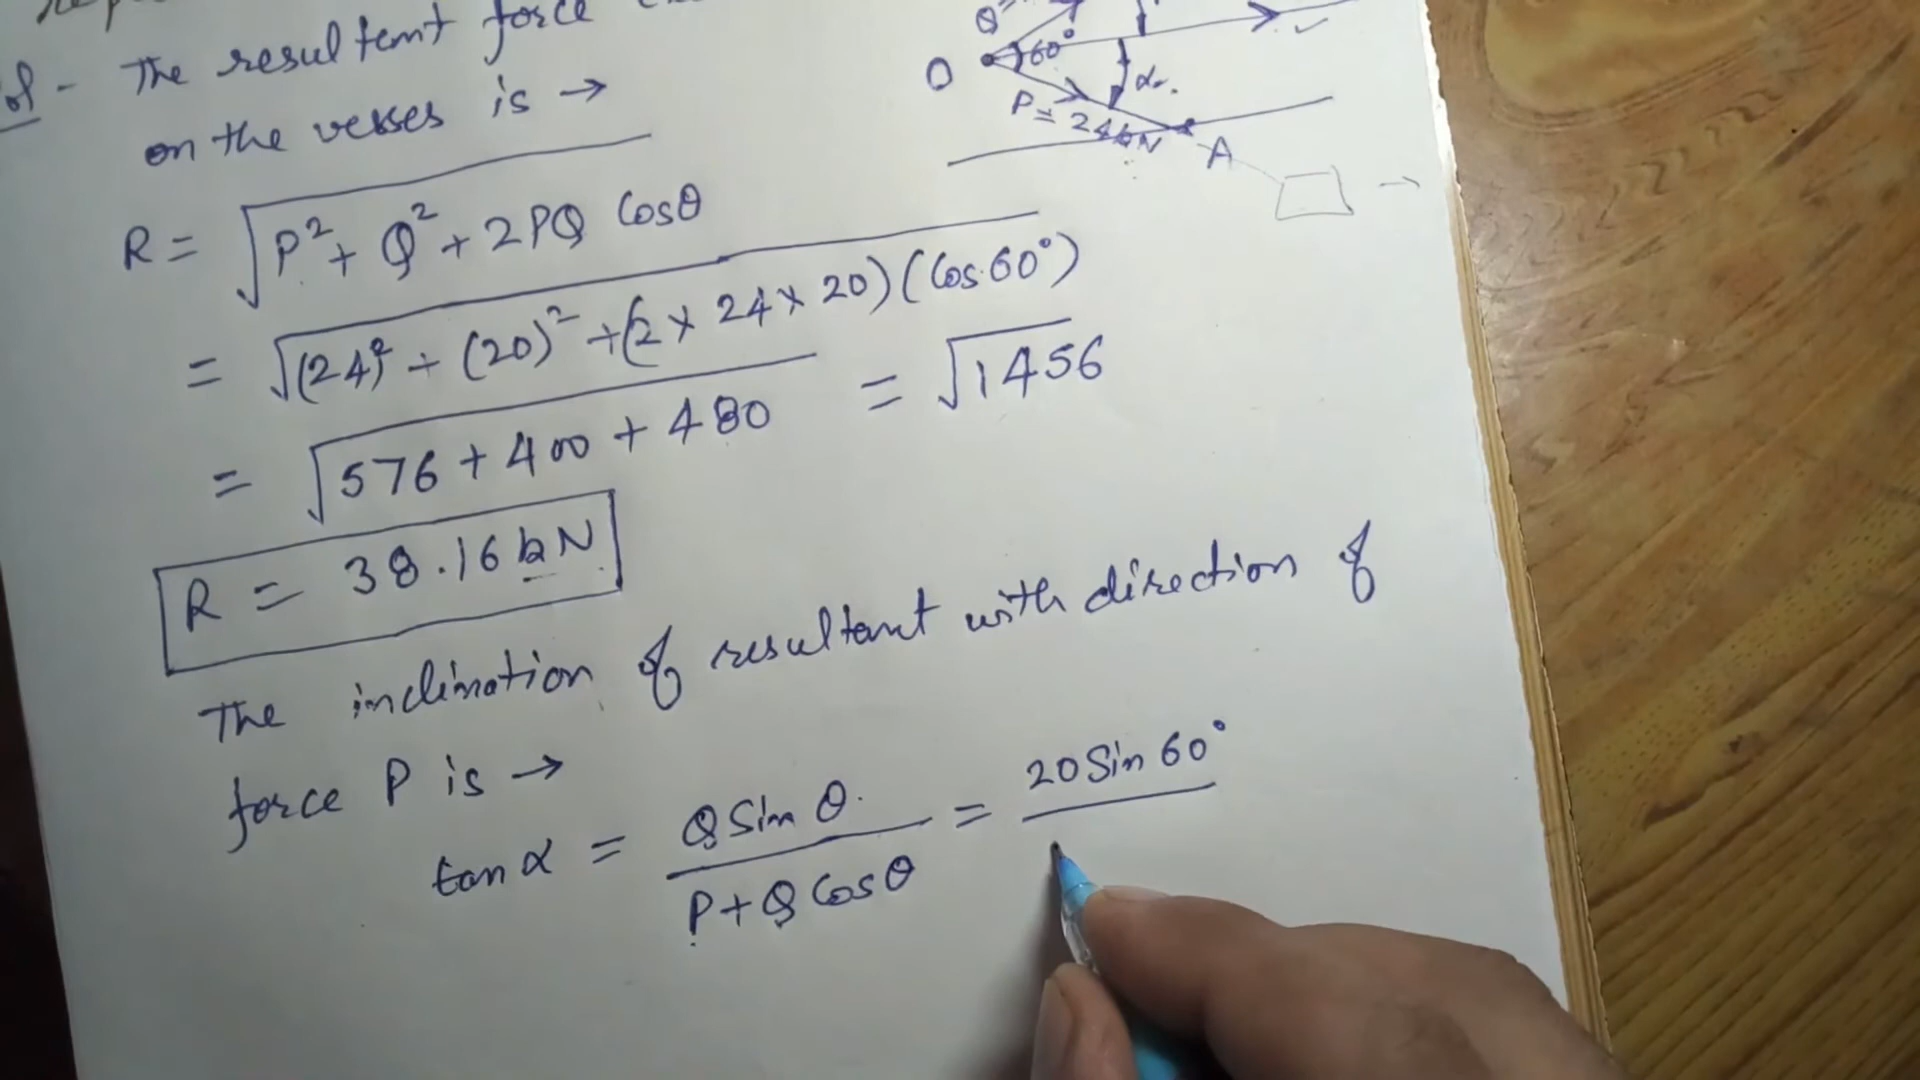 Q
O 60°
α
P = 24kN
A
The resultant force
on the vesses is →
R = √P² + Q² + 2PQ Cosθ
= √(24)² + (20)² + (2 × 24 × 20) (Cos 60°)
= √576 + 400 + 480 = √1456
R = 38.16 kN
The inclination of resultant with direction of
force P is →
tan α = Q Sin θ / P + Q Cos θ = 20 Sin 60°